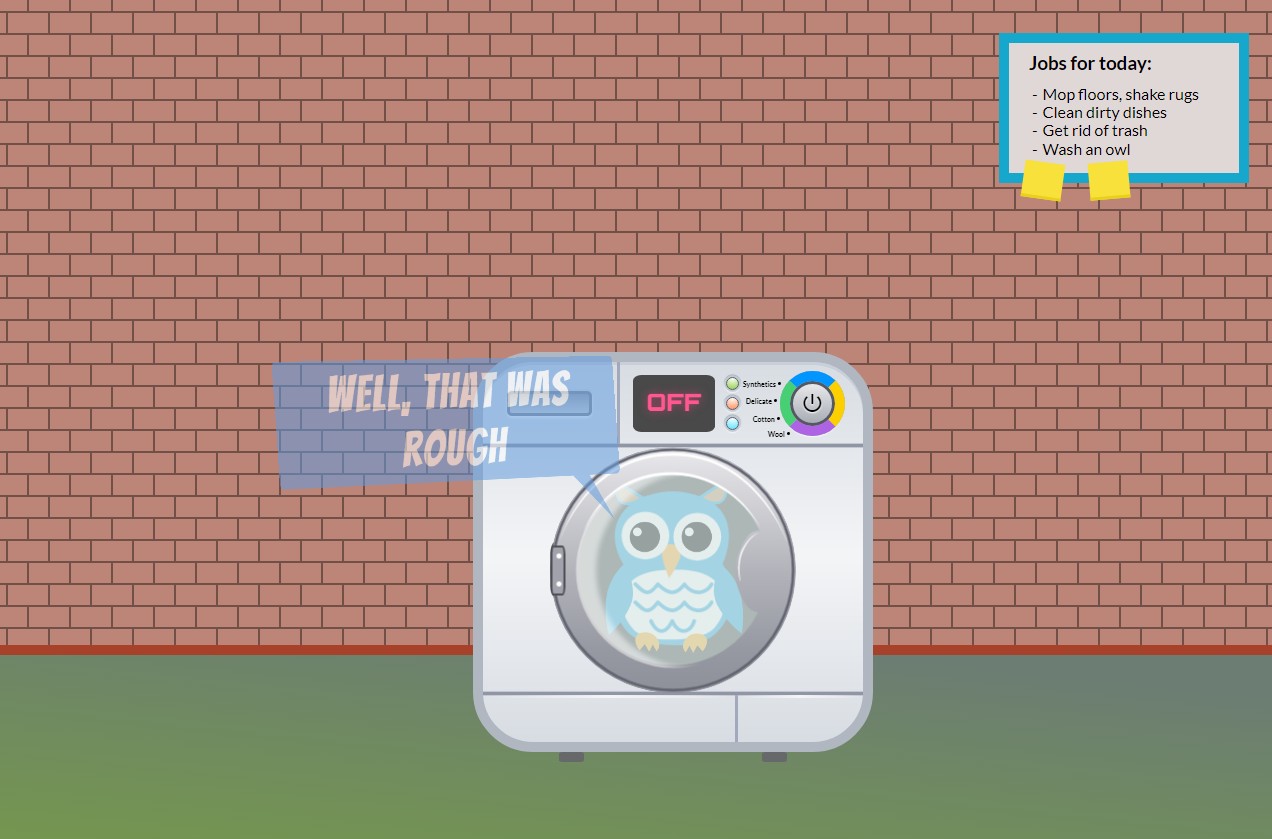 Jobs for today:
- Mop floors, shake rugs
- Clean dirty dishes
- Get rid of trash
- Wash an owl
WELL, THAT WAS
ROUGH
OFF
Synthetics •
Delicate •
Cotton •
Wool •